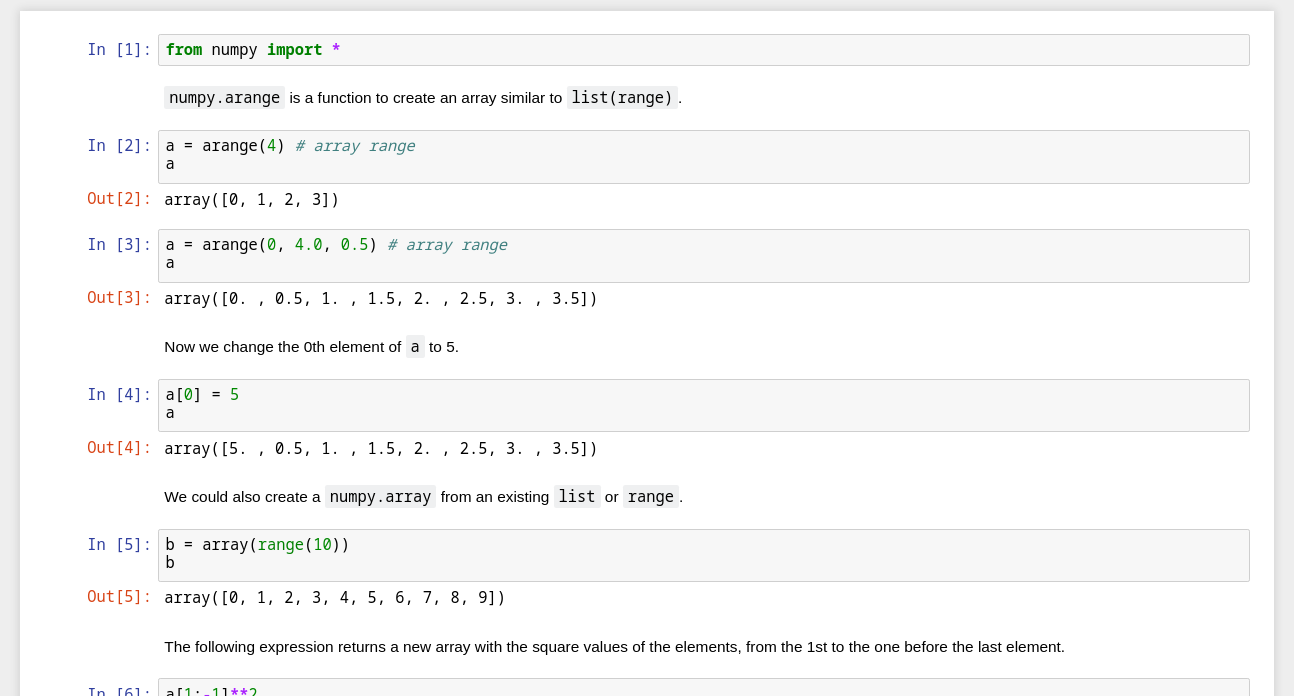 In [1]: from numpy import *
numpy.arange is a function to create an array similar to list(range).
In [2]: a = arange(4) # array range
a
Out[2]: array([0, 1, 2, 3])
In [3]: a = arange(0, 4.0, 0.5) # array range
a
Out[3]: array([0. , 0.5, 1. , 1.5, 2. , 2.5, 3. , 3.5])
Now we change the 0th element of a to 5.
In [4]: a[0] = 5
a
Out[4]: array([5. , 0.5, 1. , 1.5, 2. , 2.5, 3. , 3.5])
We could also create a numpy.array from an existing list or range.
In [5]: b = array(range(10))
b
Out[5]: array([0, 1, 2, 3, 4, 5, 6, 7, 8, 9])
The following expression returns a new array with the square values of the elements, from the 1st to the one before the last element.
In [6]: a[1:-1]**2